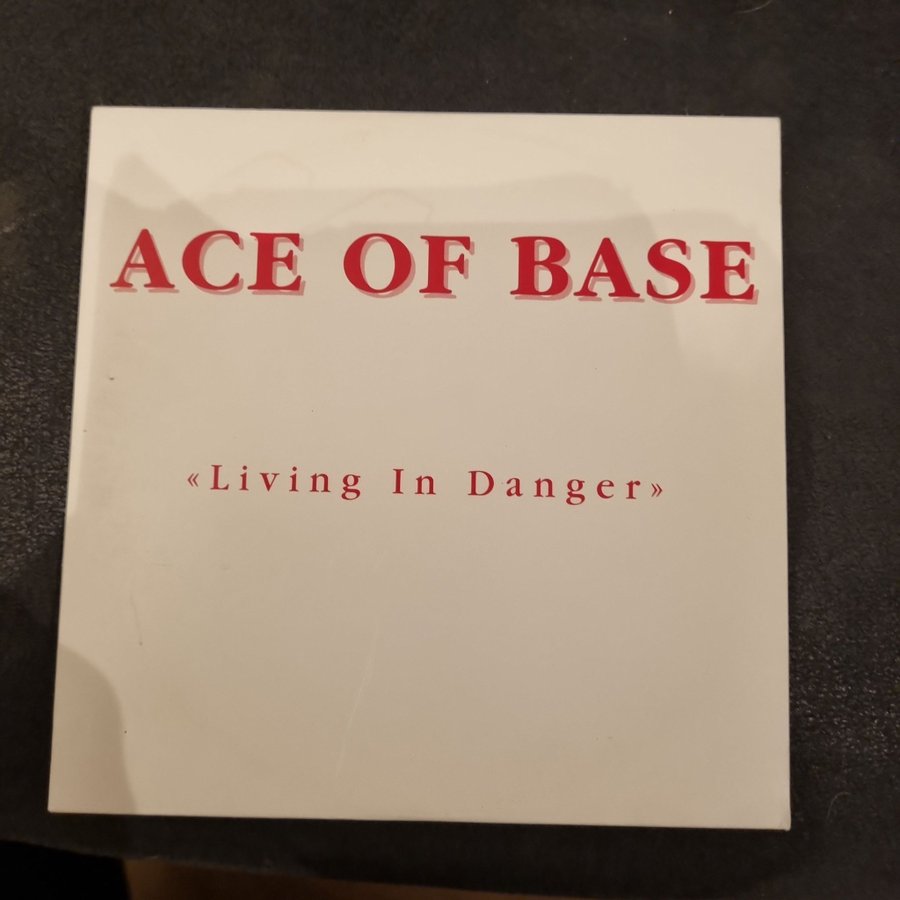 ACE OF BASE
«Living In Danger»